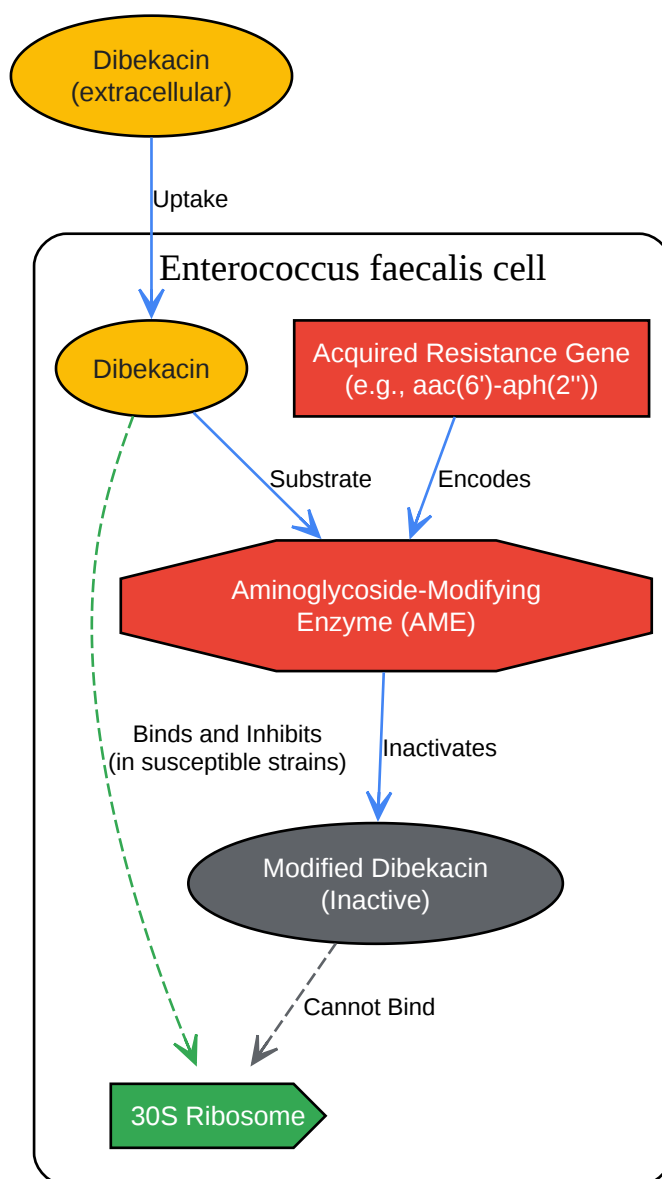 Dibekacin
(extracellular)
Uptake
Enterococcus faecalis cell
Dibekacin
Acquired Resistance Gene
(e.g., aac(6')-aph(2''))
Substrate
Encodes
Aminoglycoside-Modifying
Enzyme (AME)
Binds and Inhibits
(in susceptible strains)
Inactivates
Modified Dibekacin
(Inactive)
Cannot Bind
30S Ribosome